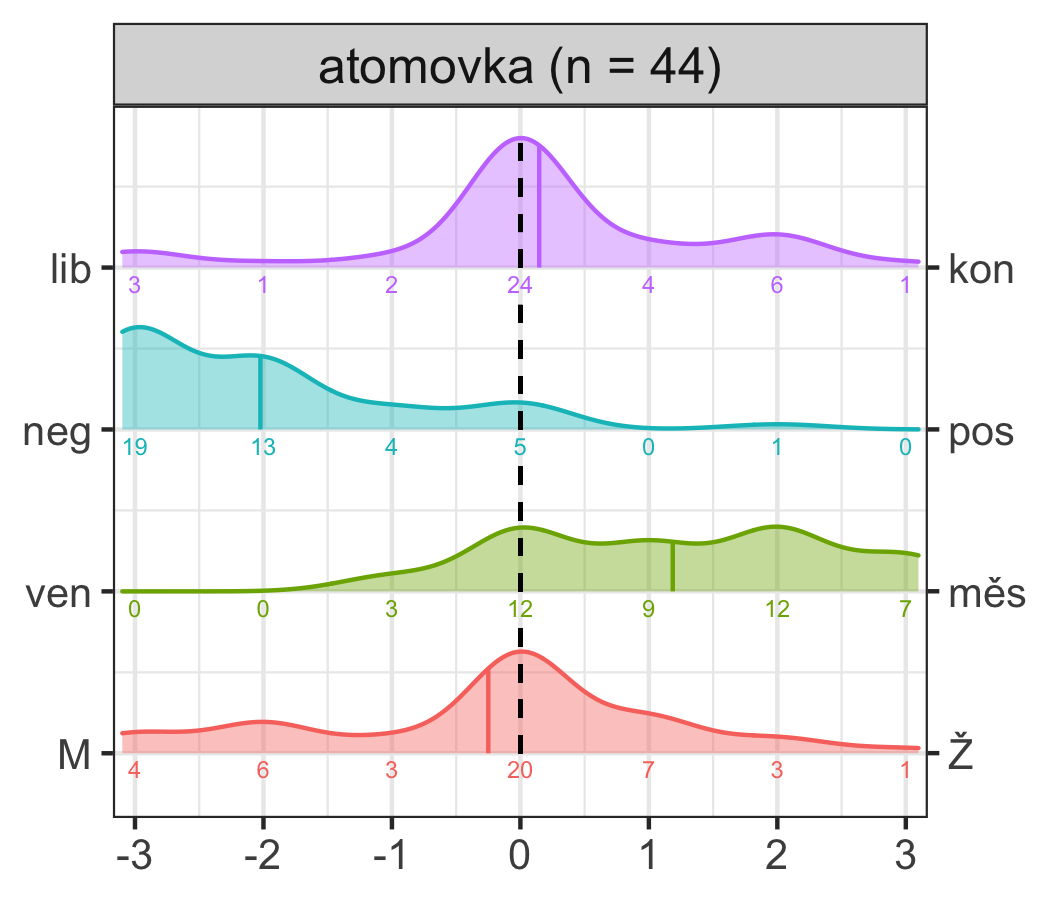 atomovka (n = 44)
lib kon
3 1 2 24 4 6 1
neg pos
19 13 4 5 0 1 0
ven měs
0 0 3 12 9 12 7
M Ž
4 6 3 20 7 3 1
-3 -2 -1 0 1 2 3